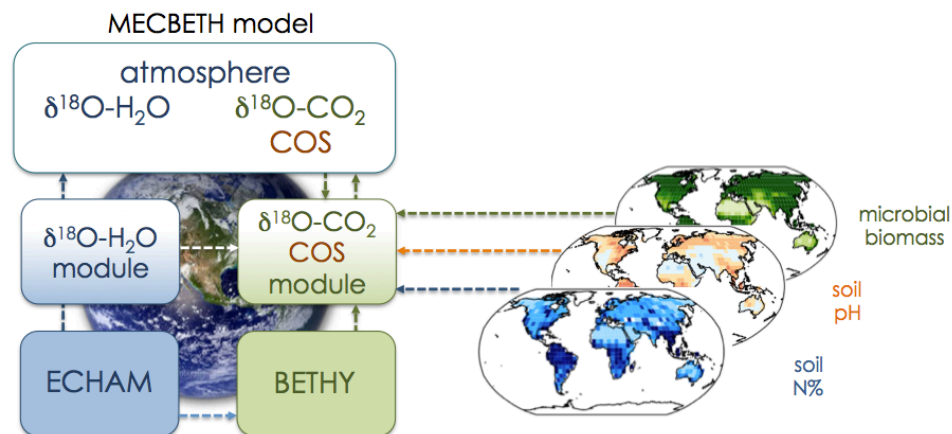 MECBETH model
atmosphere
δ¹⁸O-H₂O
δ¹⁸O-CO₂
COS
δ¹⁸O-H₂O
module
δ¹⁸O-CO₂
COS
module
ECHAM
BETHY
microbial
biomass
soil
pH
soil
N%